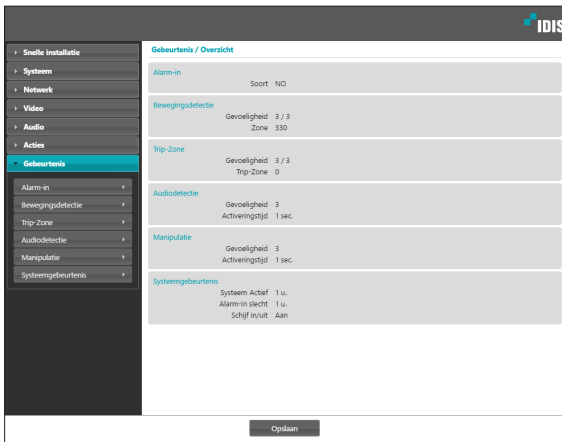 IDIS
Snelle installatie
Systeem
Netwerk
Video
Audio
Acties
Gebeurtenis
Alarm-in
Bewegingsdetectie
Trip-Zone
Audiodetectie
Manipulatie
Systeemgebeurtenis
Gebeurtenis / Overzicht
Alarm-in
Soort NO
Bewegingsdetectie
Gevoeligheid 3 / 3
Zone 330
Trip-Zone
Gevoeligheid 3 / 3
Trip-Zone 0
Audiodetectie
Gevoeligheid 3
Activeringstijd 1 sec.
Manipulatie
Gevoeligheid 3
Activeringstijd 1 sec.
Systeemgebeurtenis
Systeem Actief 1 u.
Alarm-In slecht 1 u.
Schijf in/uit Aan
Opslaan